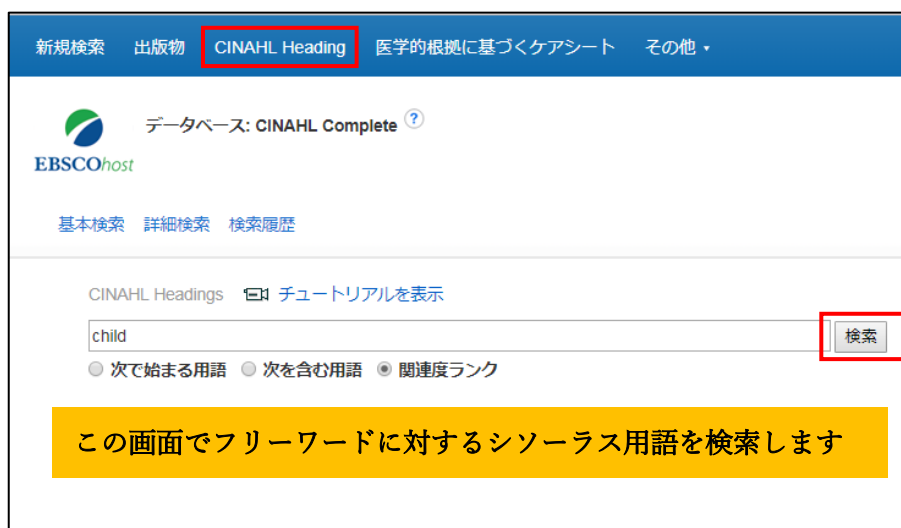 新規検索 出版物 CINAHL Heading 医学的根拠に基づくケアシート その他
データベース: CINAHL Complete ?
EBSCOhost
基本検索 詳細検索 検索履歴
CINAHL Headings チュートリアルを表示
child 検索
次で始まる用語 次を含む用語 関連度ランク
この画面でフリーワードに対するシソーラス用語を検索します